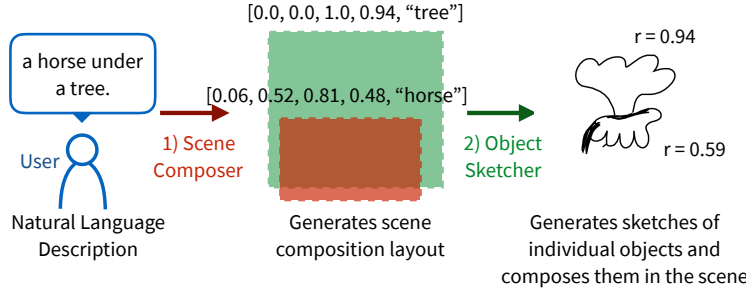 [0.0, 0.0, 1.0, 0.94, “tree”]
r = 0.94
a horse under
a tree.
[0.06, 0.52, 0.81, 0.48, “horse”]
User
1) Scene
Composer
2) Object
Sketcher
r = 0.59
Natural Language
Description
Generates scene
composition layout
Generates sketches of
individual objects and
composes them in the scene